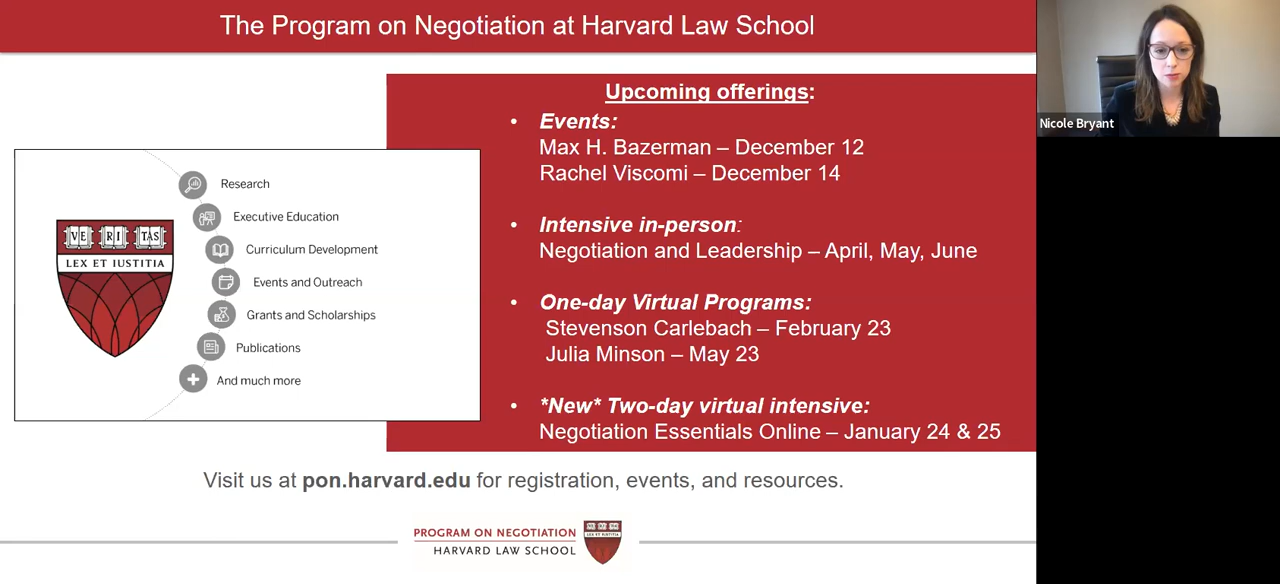 The Program on Negotiation at Harvard Law School
Nicole Bryant
Upcoming offerings:
• Events:
Max H. Bazerman – December 12
Rachel Viscomi – December 14
• Intensive in-person:
Negotiation and Leadership – April, May, June
• One-day Virtual Programs:
Stevenson Carlebach – February 23
Julia Minson – May 23
• *New* Two-day virtual intensive:
Negotiation Essentials Online – January 24 & 25
VE RI TAS
LEX ET IUSTITIA
Research
Executive Education
Curriculum Development
Events and Outreach
Grants and Scholarships
Publications
And much more
Visit us at pon.harvard.edu for registration, events, and resources.
PROGRAM ON NEGOTIATION
HARVARD LAW SCHOOL
LEX ET IUSTITIA